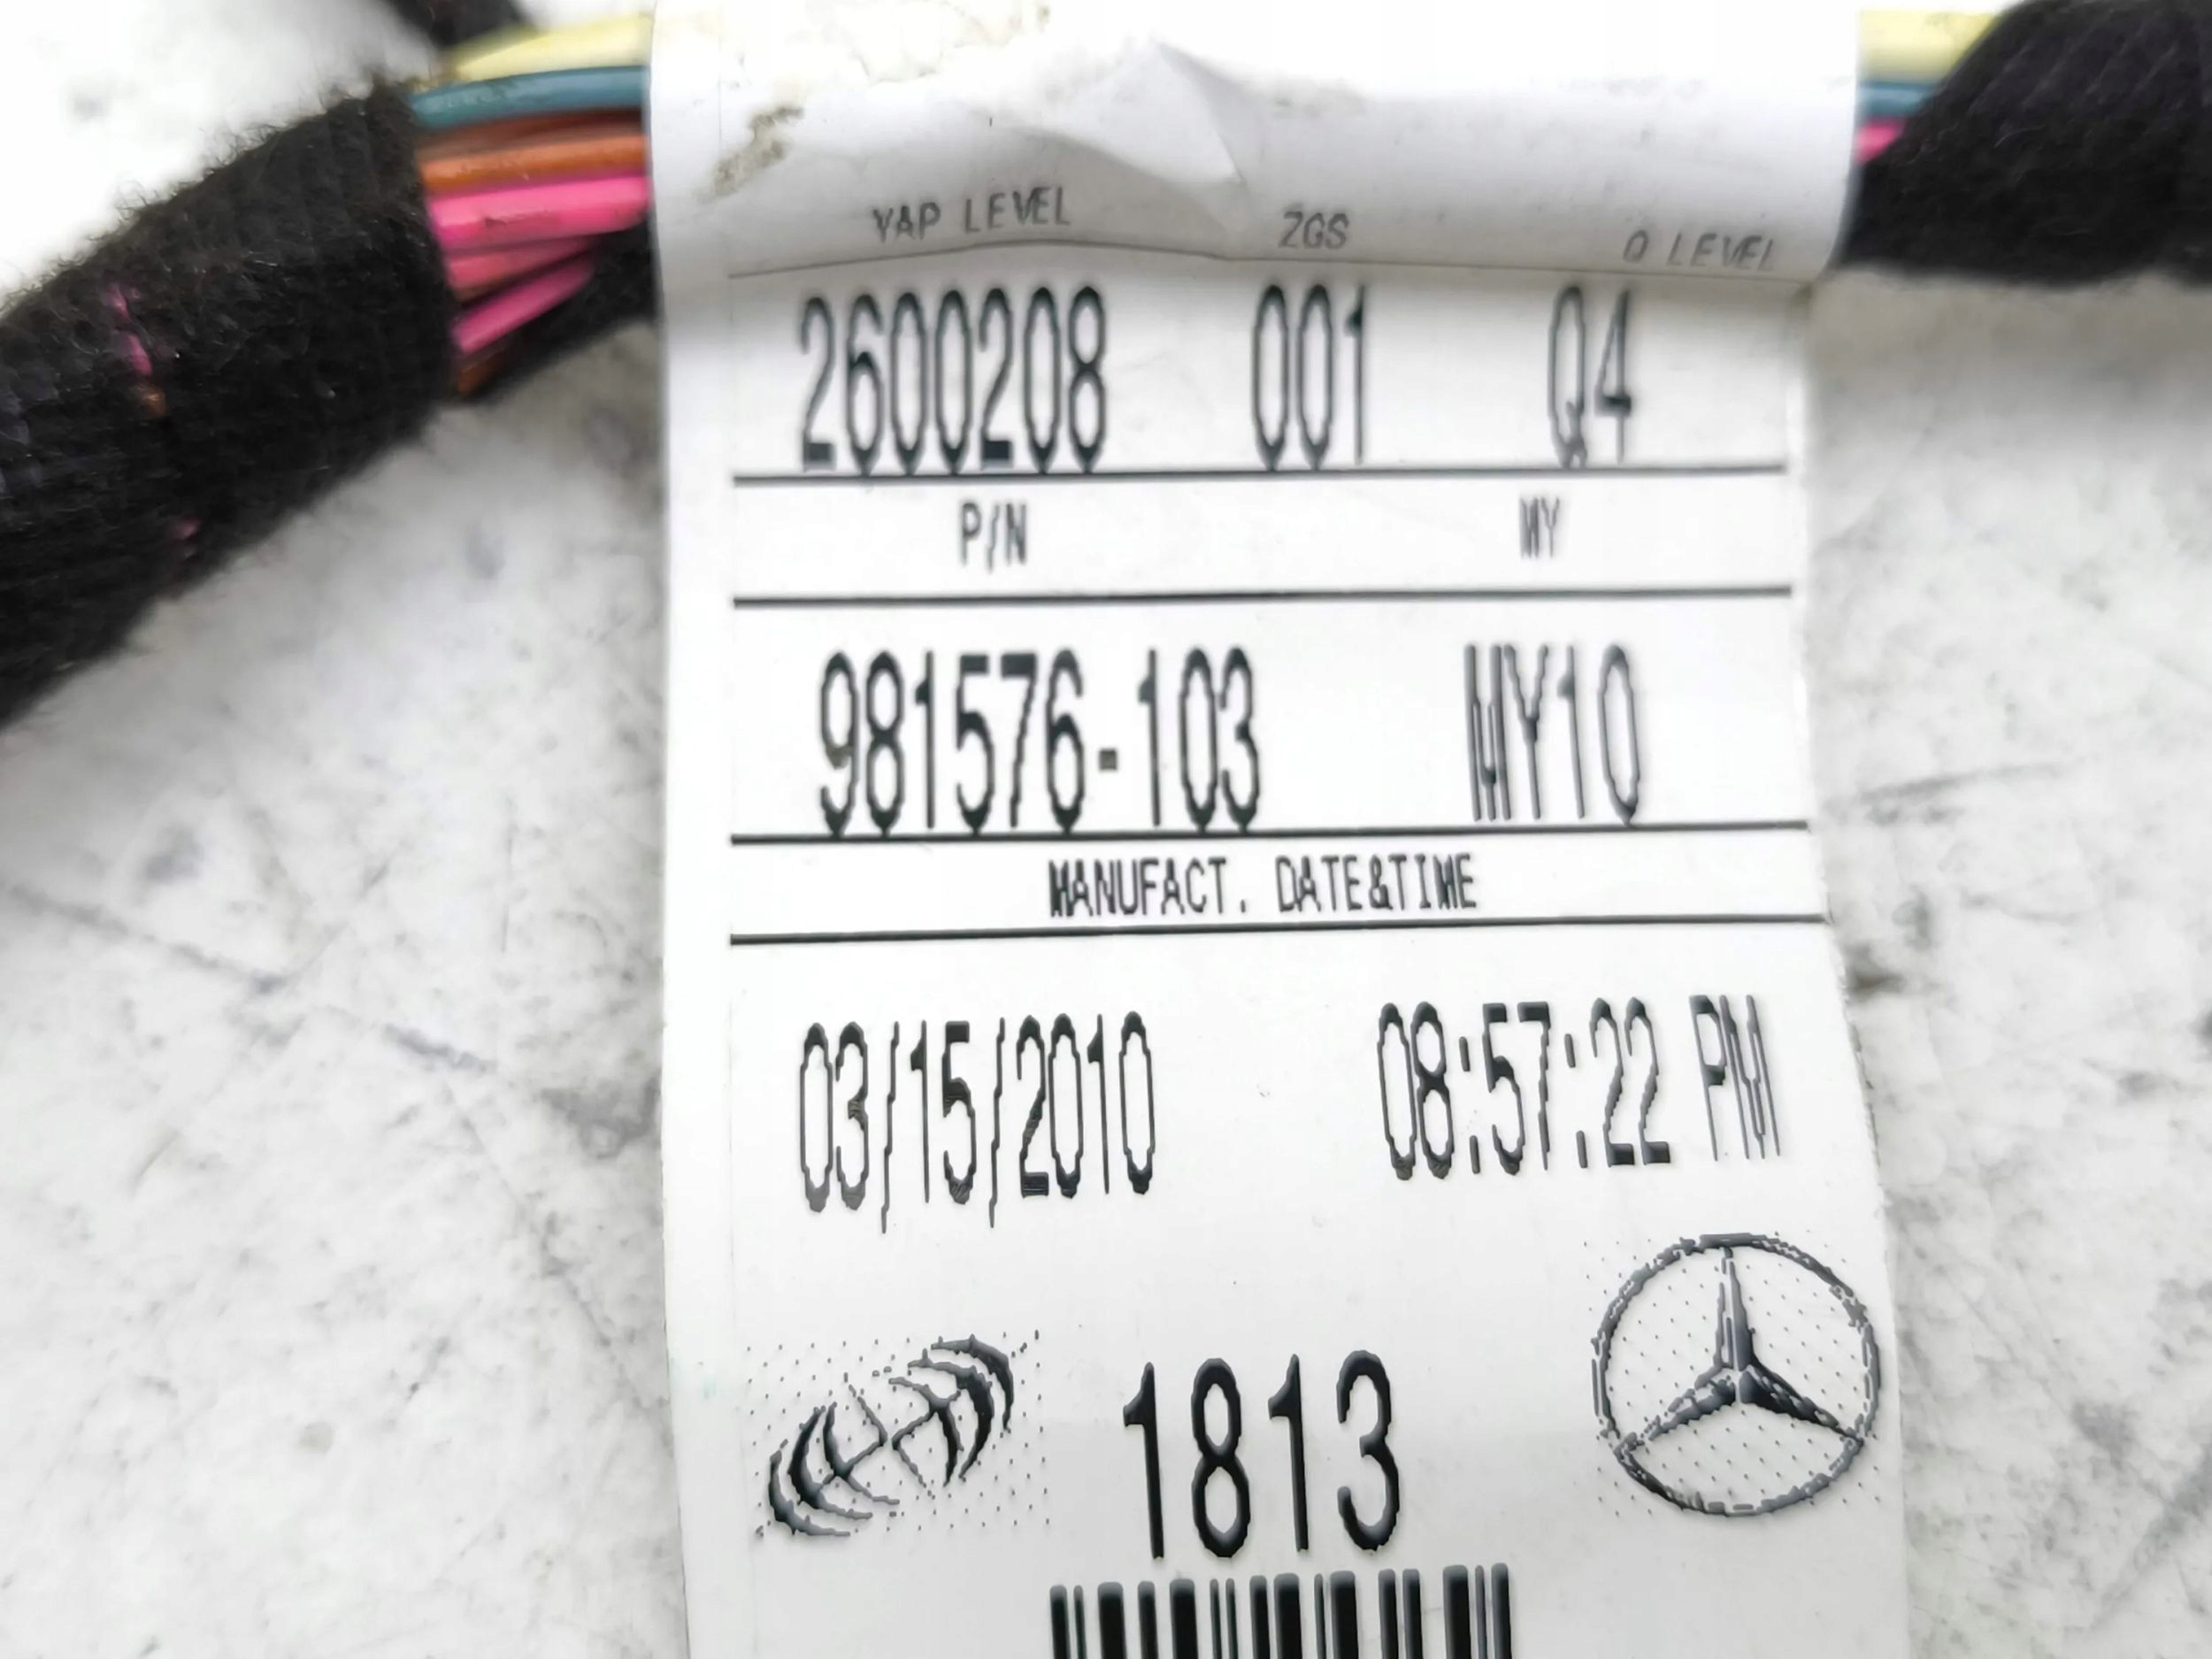 YAP LEVEL ZGS Q LEVEL
2600208 001 Q4
P/N MY
981576-103 MY10
MANUFACT. DATE&TIME
03/15/2010 08:57:22 PM
1813